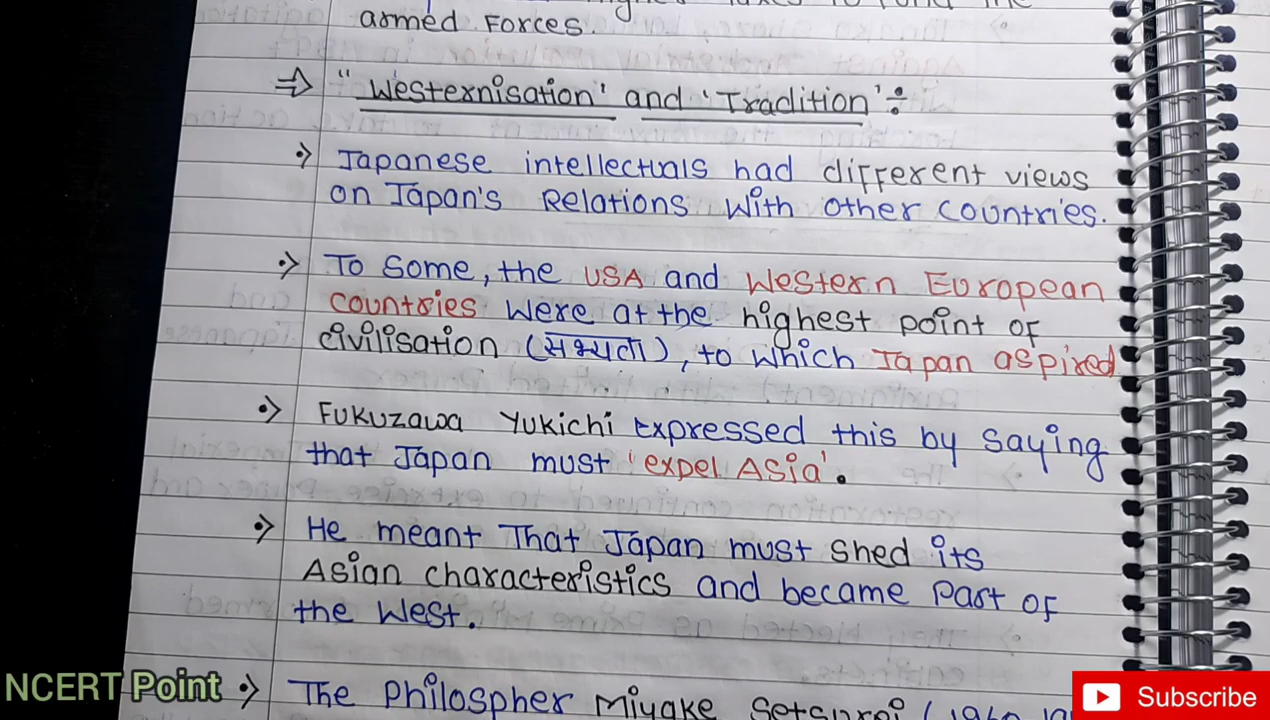 armed Forces.
⇒ "Westernisation' and 'Tradition' ÷
Japanese intellectuals had different views
on Japan's Relations with other countries.
To some, the USA and Western European
countries were at the highest point of
civilisation (सभ्यता), to which Japan aspired
Fukuzawa Yukichi Expressed this by saying
that Japan must 'expel Asia'.
He meant That Japan must shed its
Asian characteristics and became Part of
the West.
The Philospher Miyake Setsurei
NCERT Point
Subscribe